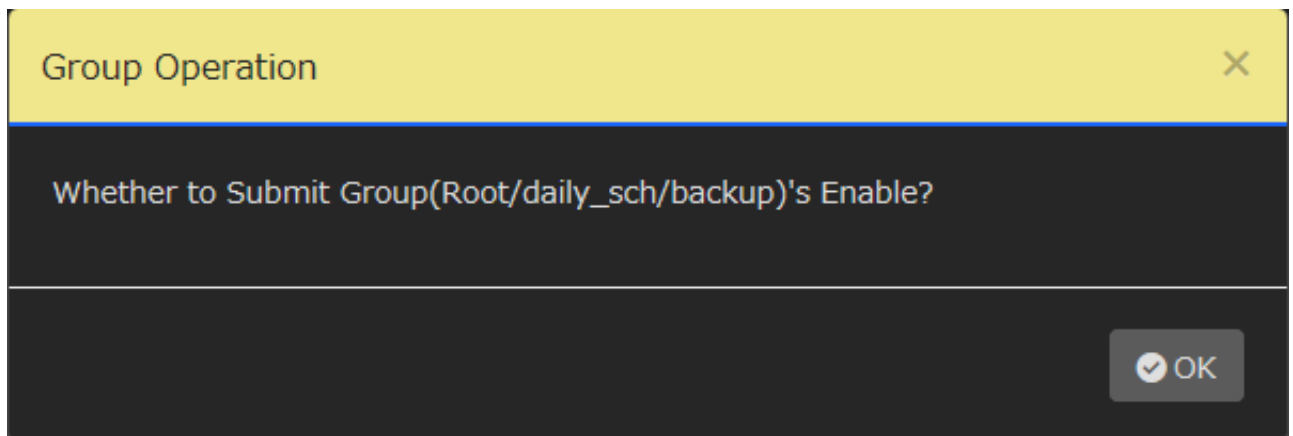 Group Operation
Whether to Submit Group(Root/daily_sch/backup)'s Enable?
OK